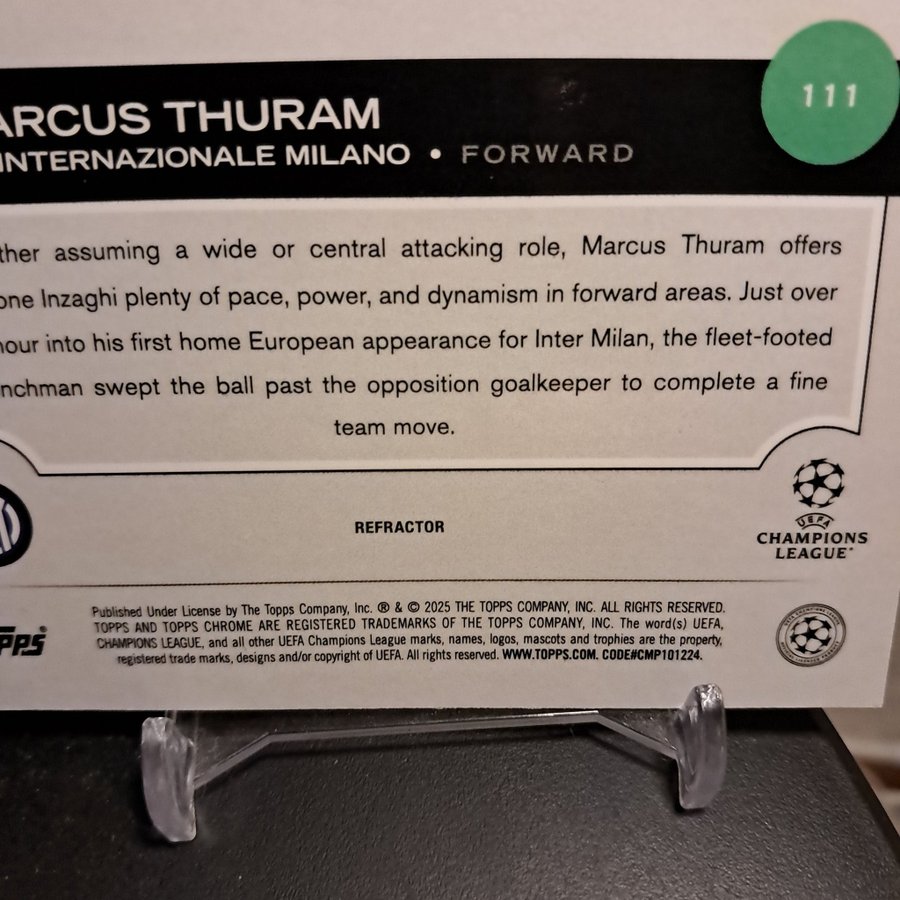 111
ARCUS THURAM
INTERNAZIONALE MILANO • FORWARD
ther assuming a wide or central attacking role, Marcus Thuram offers
one Inzaghi plenty of pace, power, and dynamism in forward areas. Just over
hour into his first home European appearance for Inter Milan, the fleet-footed
nchman swept the ball past the opposition goalkeeper to complete a fine
team move.
REFRACTOR
UEFA
CHAMPIONS
LEAGUE
Published Under License by The Topps Company, Inc. ® & © 2025 THE TOPPS COMPANY, INC. ALL RIGHTS RESERVED.
TOPPS AND TOPPS CHROME ARE REGISTERED TRADEMARKS OF THE TOPPS COMPANY, INC. The word(s) UEFA,
CHAMPIONS LEAGUE, and all other UEFA Champions League marks, names, logos, mascots and trophies are the property,
registered trade marks, designs and/or copyright of UEFA. All rights reserved. WWW.TOPPS.COM. CODE#CMP101224.
PPS®